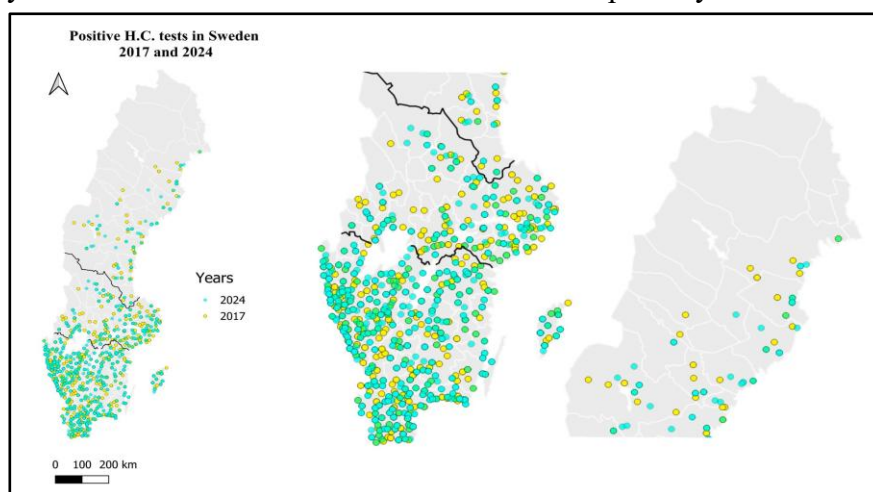 Positive H.C. tests in Sweden
2017 and 2024
Years
2024
2017
0 100 200 km